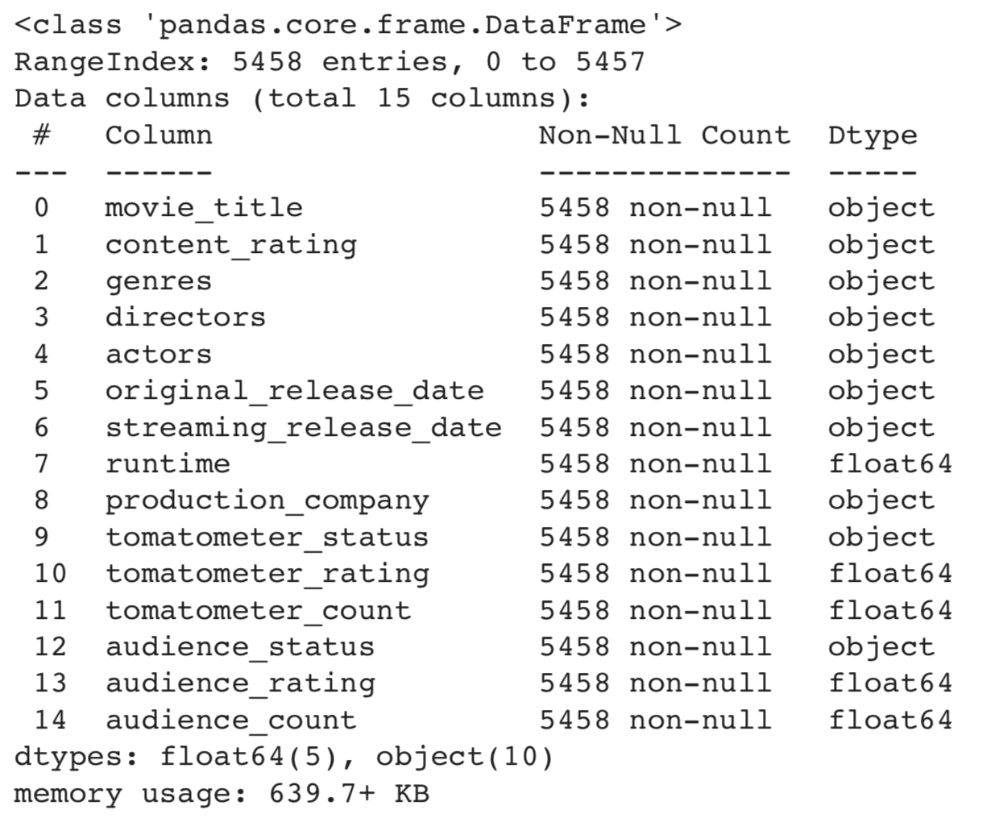 <class 'pandas.core.frame.DataFrame'>
RangeIndex: 5458 entries, 0 to 5457
Data columns (total 15 columns):
 #   Column                  Non-Null Count  Dtype
---  ------                  --------------  -----
 0   movie_title             5458 non-null   object
 1   content_rating          5458 non-null   object
 2   genres                  5458 non-null   object
 3   directors               5458 non-null   object
 4   actors                  5458 non-null   object
 5   original_release_date   5458 non-null   object
 6   streaming_release_date  5458 non-null   object
 7   runtime                 5458 non-null   float64
 8   production_company      5458 non-null   object
 9   tomatometer_status      5458 non-null   object
 10  tomatometer_rating      5458 non-null   float64
 11  tomatometer_count       5458 non-null   float64
 12  audience_status         5458 non-null   object
 13  audience_rating         5458 non-null   float64
 14  audience_count          5458 non-null   float64
dtypes: float64(5), object(10)
memory usage: 639.7+ KB